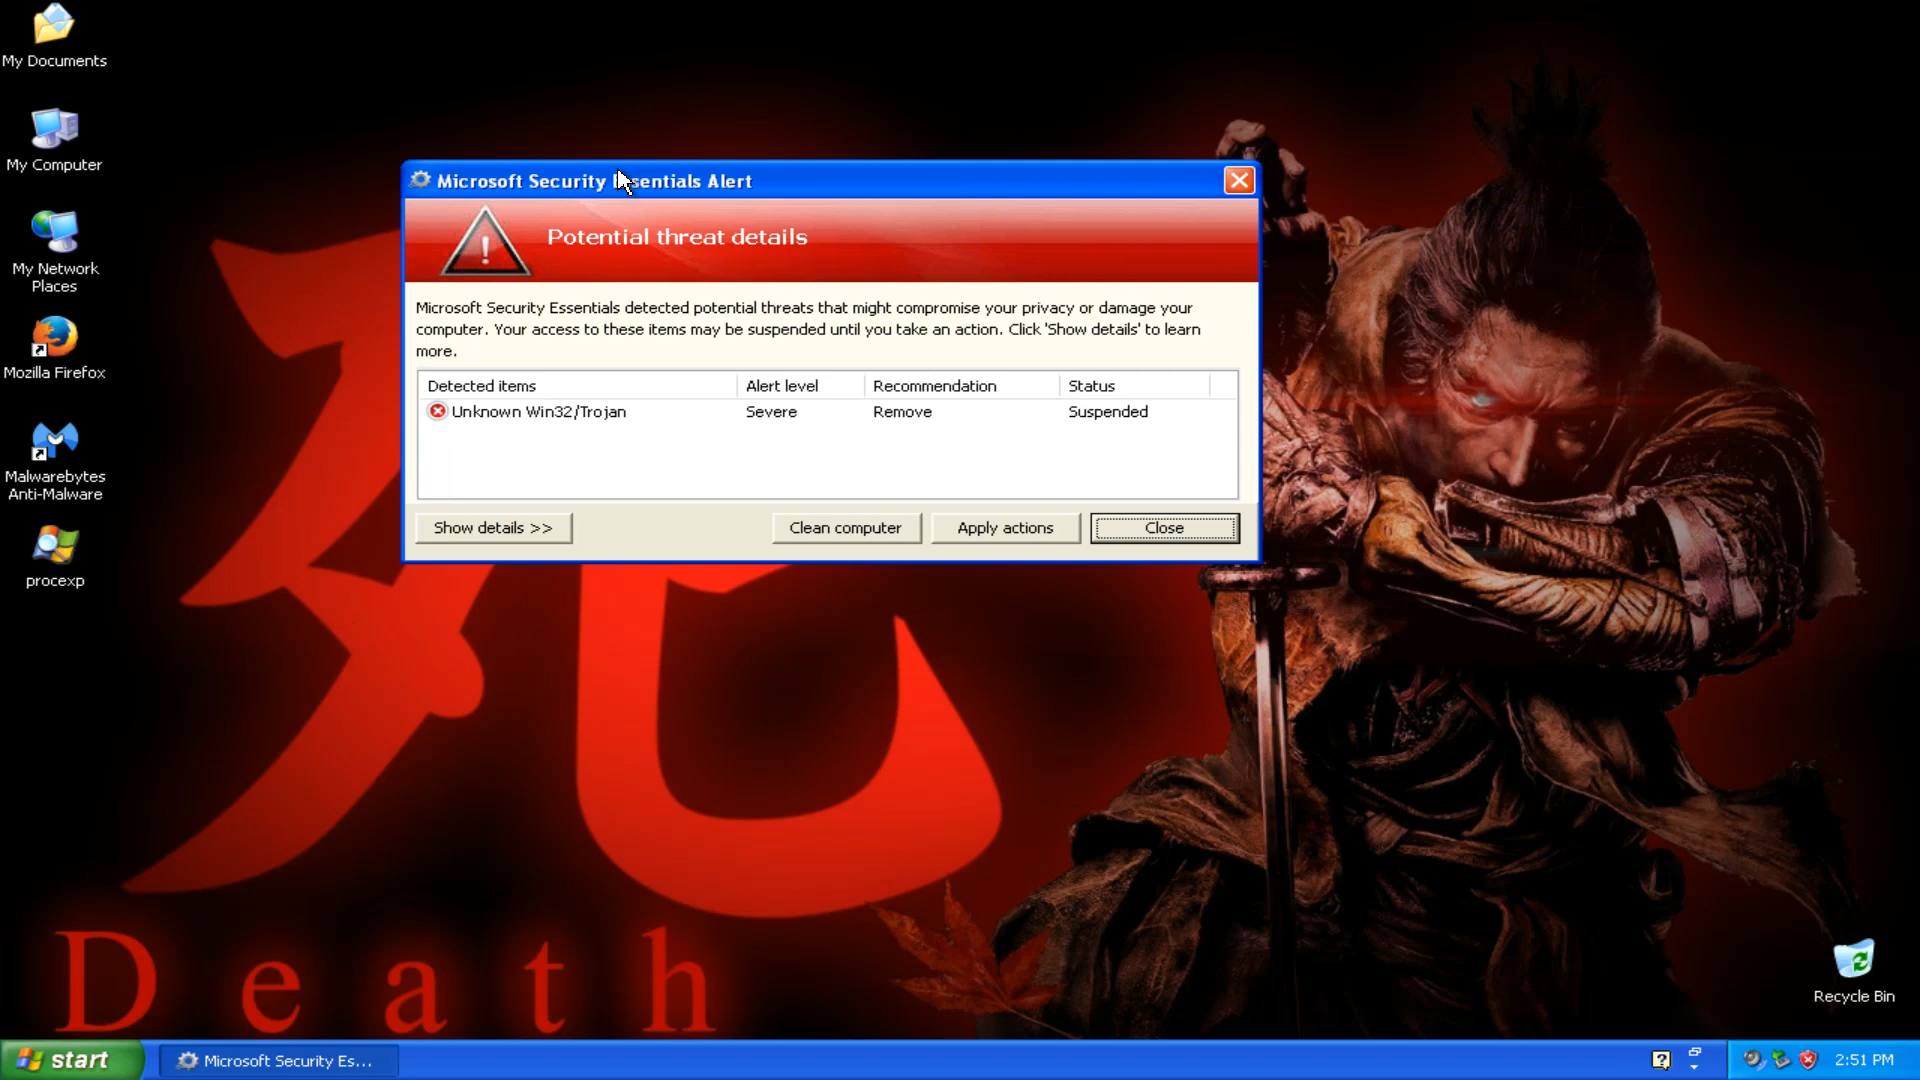 My Documents
My Computer
My Network
Places
Mozilla Firefox
Malwarebytes
Anti-Malware
procexp
Microsoft Security Essentials Alert
Potential threat details
Microsoft Security Essentials detected potential threats that might compromise your privacy or damage your
computer. Your access to these items may be suspended until you take an action. Click 'Show details' to learn
more.
Detected items Alert level Recommendation Status
Unknown Win32/Trojan Severe Remove Suspended
Show details >> Clean computer Apply actions Close
死
Death
Recycle Bin
start Microsoft Security Es... 2:51 PM